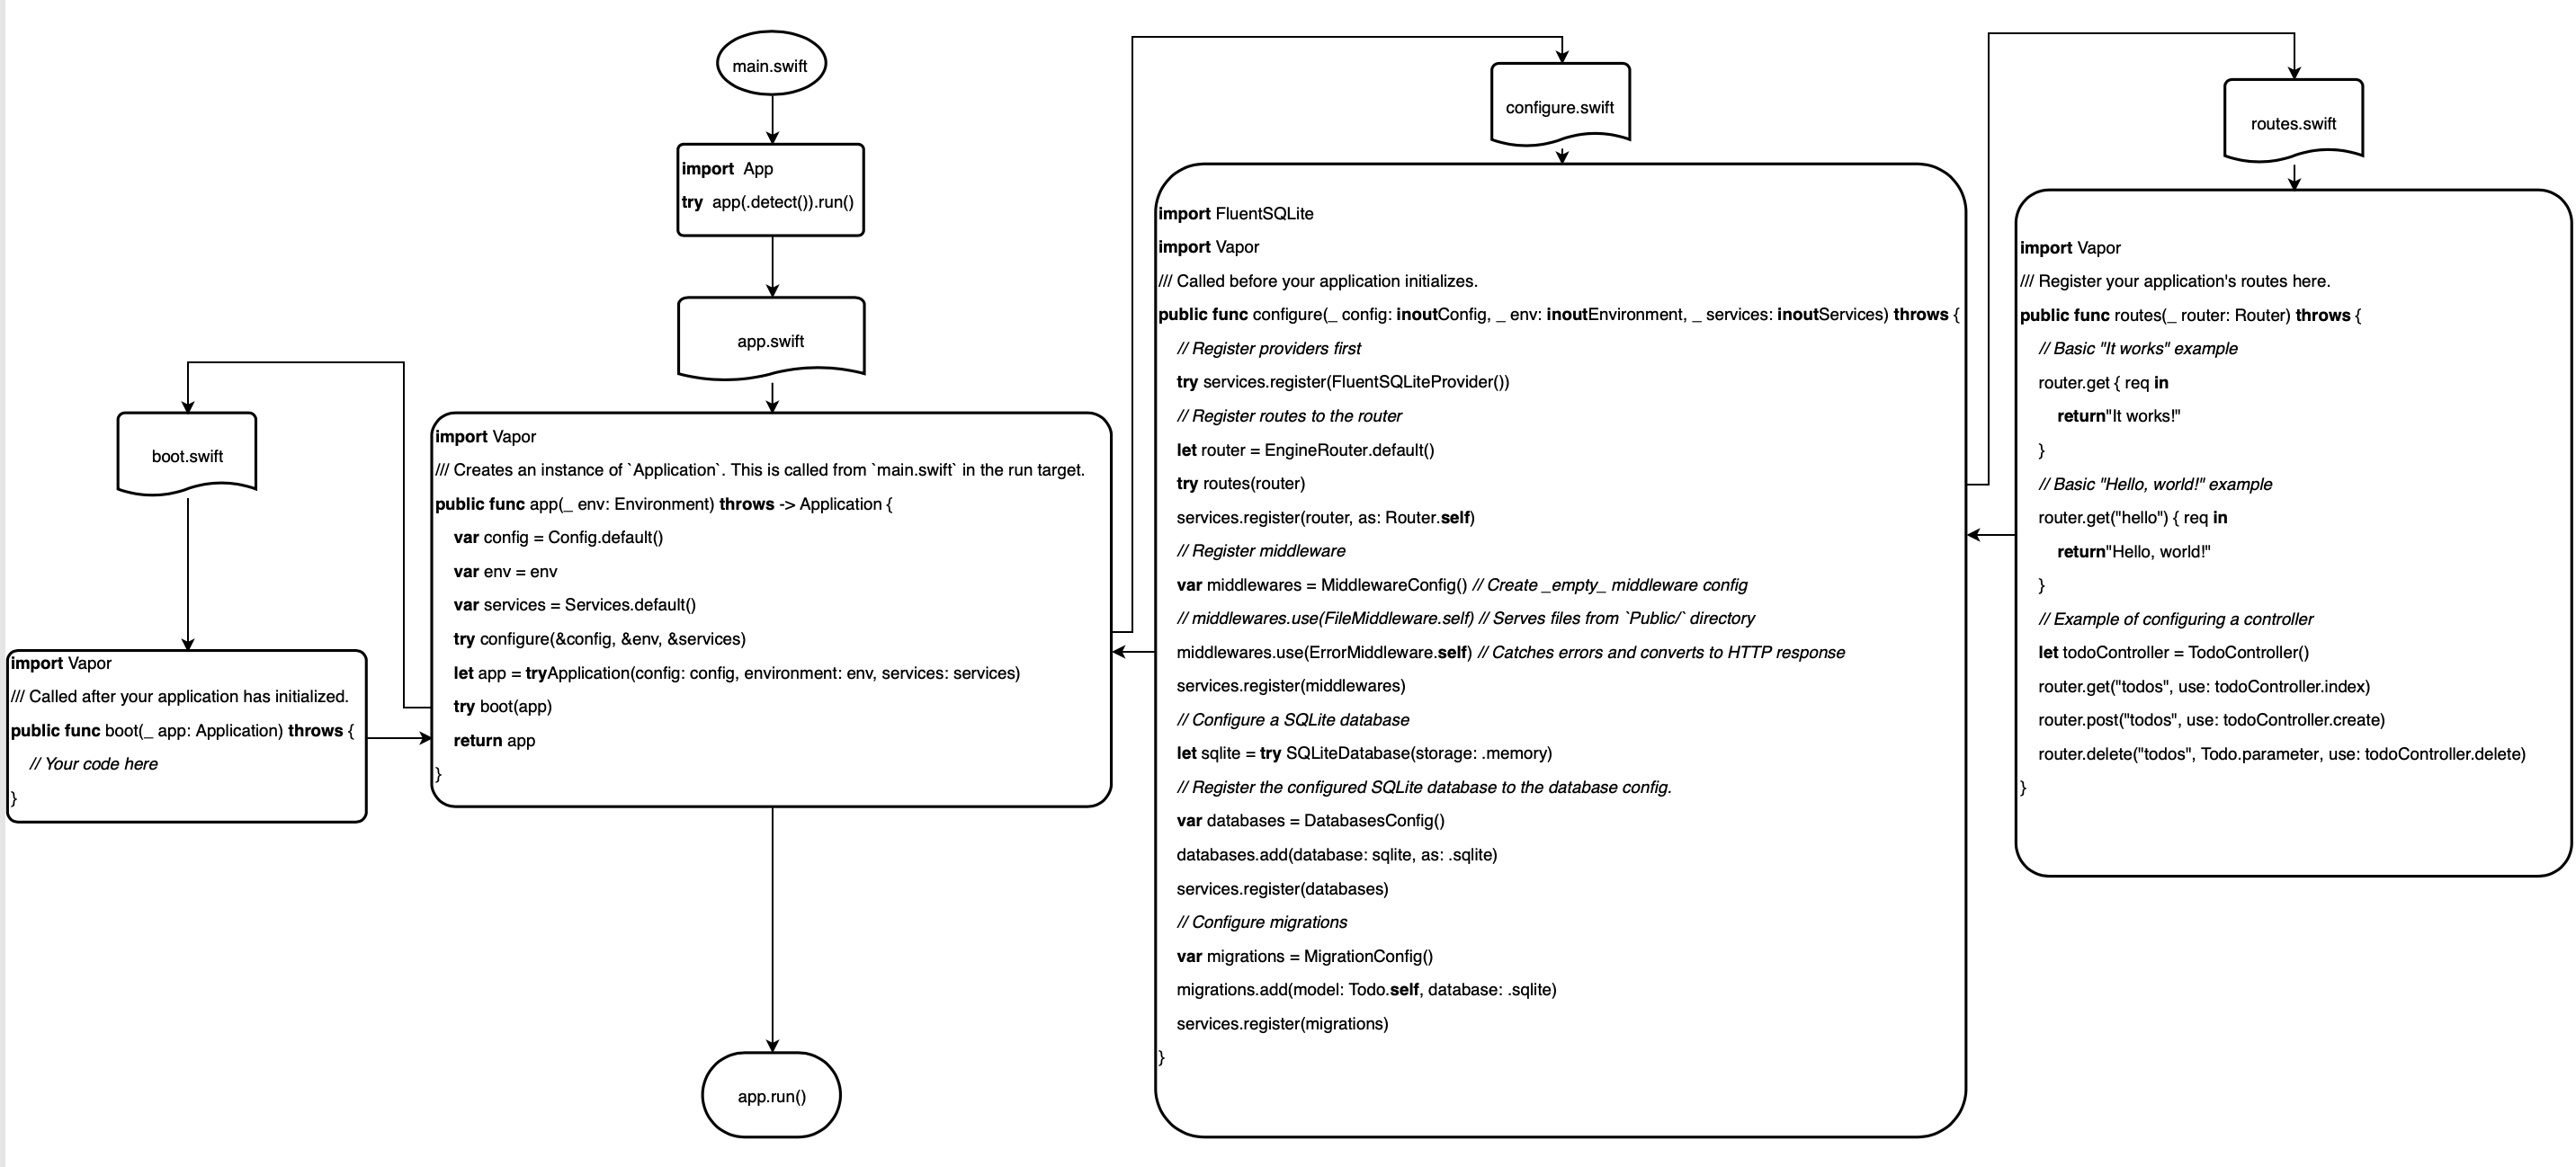 main.swift
import  App
try  app(.detect()).run()
app.swift
import Vapor
/// Creates an instance of `Application`. This is called from `main.swift` in the run target.
public func app(_ env: Environment) throws -> Application {
    var config = Config.default()
    var env = env
    var services = Services.default()
    try configure(&config, &env, &services)
    let app = tryApplication(config: config, environment: env, services: services)
    try boot(app)
    return app
}
boot.swift
import Vapor
/// Called after your application has initialized.
public func boot(_ app: Application) throws {
    // Your code here
}
app.run()
configure.swift
import FluentSQLite
import Vapor
/// Called before your application initializes.
public func configure(_ config: inoutConfig, _ env: inoutEnvironment, _ services: inoutServices) throws {
    // Register providers first
    try services.register(FluentSQLiteProvider())
    // Register routes to the router
    let router = EngineRouter.default()
    try routes(router)
    services.register(router, as: Router.self)
    // Register middleware
    var middlewares = MiddlewareConfig() // Create _empty_ middleware config
    // middlewares.use(FileMiddleware.self) // Serves files from `Public/` directory
    middlewares.use(ErrorMiddleware.self) // Catches errors and converts to HTTP response
    services.register(middlewares)
    // Configure a SQLite database
    let sqlite = try SQLiteDatabase(storage: .memory)
    // Register the configured SQLite database to the database config.
    var databases = DatabasesConfig()
    databases.add(database: sqlite, as: .sqlite)
    services.register(databases)
    // Configure migrations
    var migrations = MigrationConfig()
    migrations.add(model: Todo.self, database: .sqlite)
    services.register(migrations)
}
routes.swift
import Vapor
/// Register your application's routes here.
public func routes(_ router: Router) throws {
    // Basic "It works" example
    router.get { req in
        return"It works!"
    }
    // Basic "Hello, world!" example
    router.get("hello") { req in
        return"Hello, world!"
    }
    // Example of configuring a controller
    let todoController = TodoController()
    router.get("todos", use: todoController.index)
    router.post("todos", use: todoController.create)
    router.delete("todos", Todo.parameter, use: todoController.delete)
}